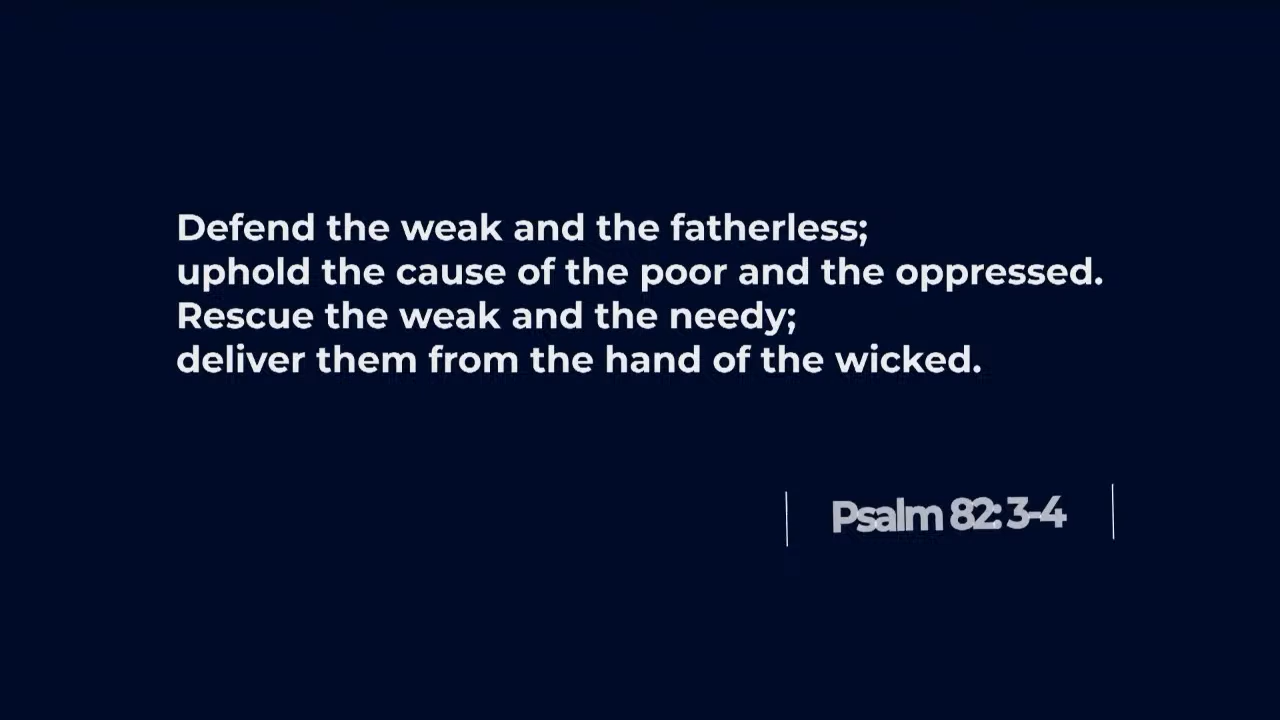 Defend the weak and the fatherless;
uphold the cause of the poor and the oppressed.
Rescue the weak and the needy;
deliver them from the hand of the wicked.
Psalm 82: 3-4